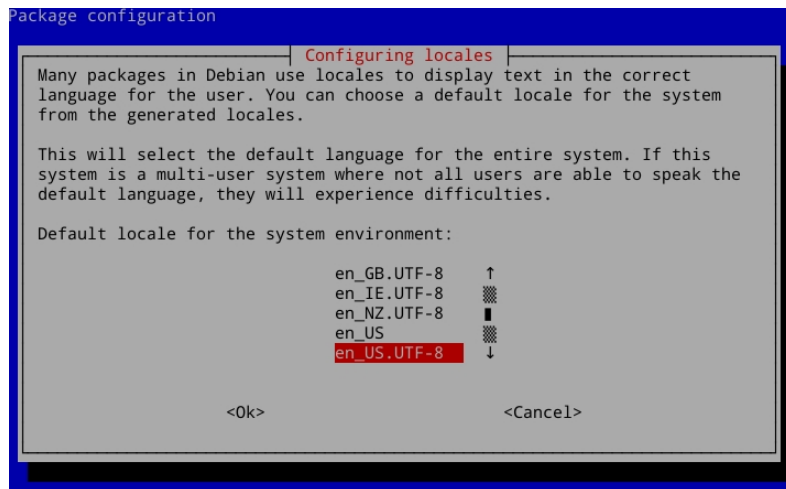 Package configuration
Configuring locales
Many packages in Debian use locales to display text in the correct
language for the user. You can choose a default locale for the system
from the generated locales.
This will select the default language for the entire system. If this
system is a multi-user system where not all users are able to speak the
default language, they will experience difficulties.
Default locale for the system environment:
en_GB.UTF-8 ↑
en_IE.UTF-8
en_NZ.UTF-8
en_US
en_US.UTF-8 ↓
<Ok> <Cancel>